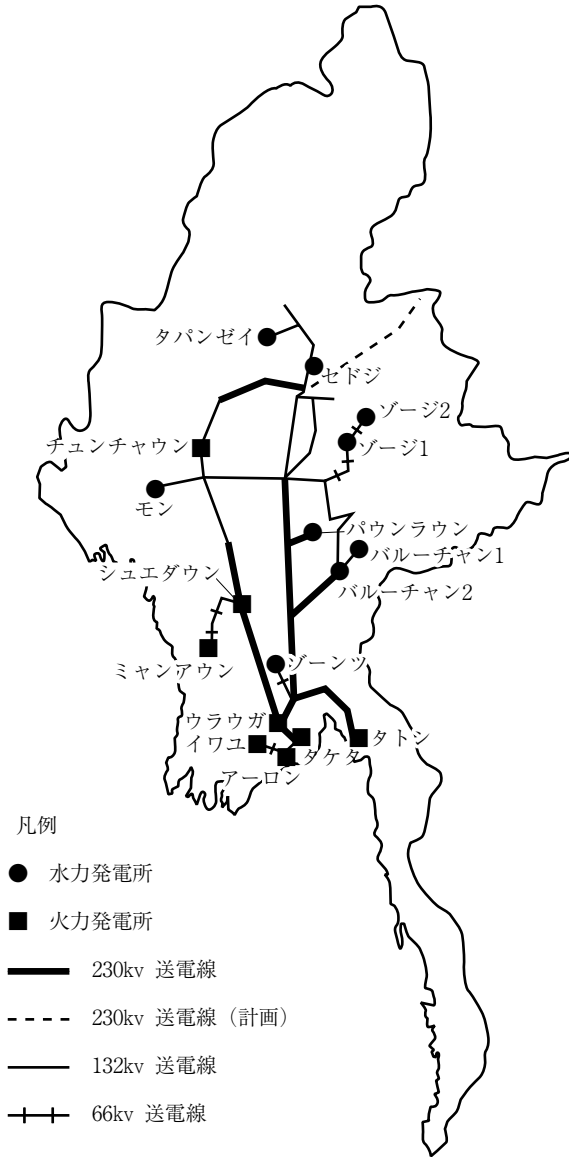 タパンゼイ
セドジ
ゾージ2
チュンチャウン
ゾージ1
モン
パウンラウン
バルーチャン1
シュエダウン
バルーチャン2
ミャンアウン
ゾーンツ
ウラウガ
イワユ
タケタ
タトン
アーロン
凡例
水力発電所
火力発電所
230kv 送電線
230kv 送電線（計画）
132kv 送電線
66kv 送電線